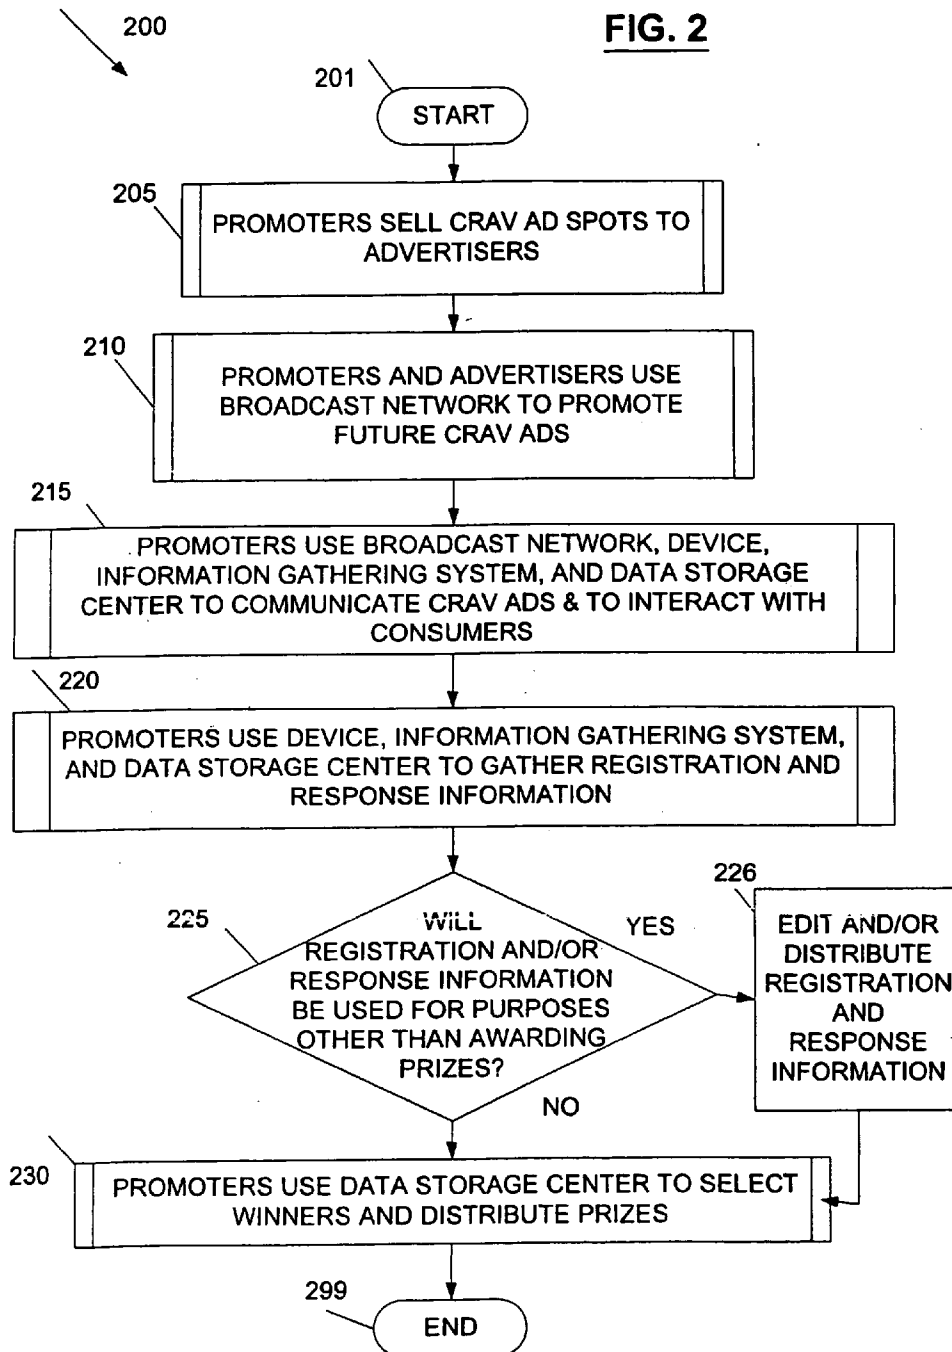 200
FIG. 2
201
START
205
PROMOTERS SELL CRAV AD SPOTS TO
ADVERTISERS
210
PROMOTERS AND ADVERTISERS USE
BROADCAST NETWORK TO PROMOTE
FUTURE CRAV ADS
215
PROMOTERS USE BROADCAST NETWORK, DEVICE,
INFORMATION GATHERING SYSTEM, AND DATA STORAGE
CENTER TO COMMUNICATE CRAV ADS & TO INTERACT WITH
CONSUMERS
220
PROMOTERS USE DEVICE, INFORMATION GATHERING SYSTEM,
AND DATA STORAGE CENTER TO GATHER REGISTRATION AND
RESPONSE INFORMATION
225
WILL
REGISTRATION AND/OR
RESPONSE INFORMATION
BE USED FOR PURPOSES
OTHER THAN AWARDING
PRIZES?
YES
NO
226
EDIT AND/OR
DISTRIBUTE
REGISTRATION
AND
RESPONSE
INFORMATION
230
PROMOTERS USE DATA STORAGE CENTER TO SELECT
WINNERS AND DISTRIBUTE PRIZES
299
END